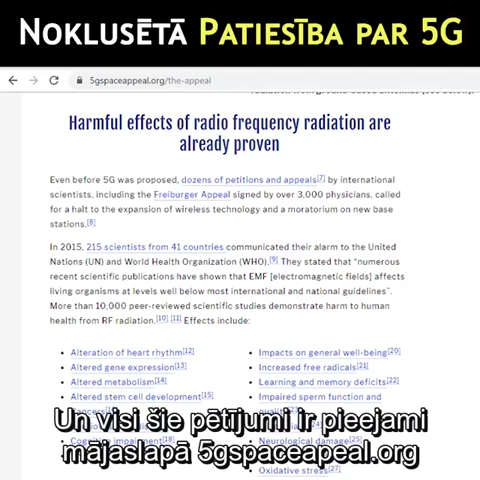 Noklusētā Patiesība par 5G
5gspaceappeal.org/the-appeal
Harmful effects of radio frequency radiation are
already proven
Even before 5G was proposed, dozens of petitions and appeals[7] by international
scientists, including the Freiburger Appeal signed by over 3,000 physicians, called
for a halt to the expansion of wireless technology and a moratorium on new base
stations.[8]
In 2015, 215 scientists from 41 countries communicated their alarm to the United
Nations (UN) and World Health Organization (WHO).[9] They stated that “numerous
recent scientific publications have shown that EMF [electromagnetic fields] affects
living organisms at levels well below most international and national guidelines”.
More than 10,000 peer-reviewed scientific studies demonstrate harm to human
health from RF radiation.[10] [11] Effects include:
Alteration of heart rhythm[12]
Altered gene expression[13]
Altered metabolism[14]
Altered stem cell development[15]
Cancers
Cognitive impairment[18]
Impacts on general well-being[20]
Increased free radicals[21]
Learning and memory deficits[22]
Impaired sperm function and
quality
Neurological damage[25]
Oxidative stress[27]
Un visi šie pētījumi ir pieejami
mājaslapā 5gspaceapeal.org